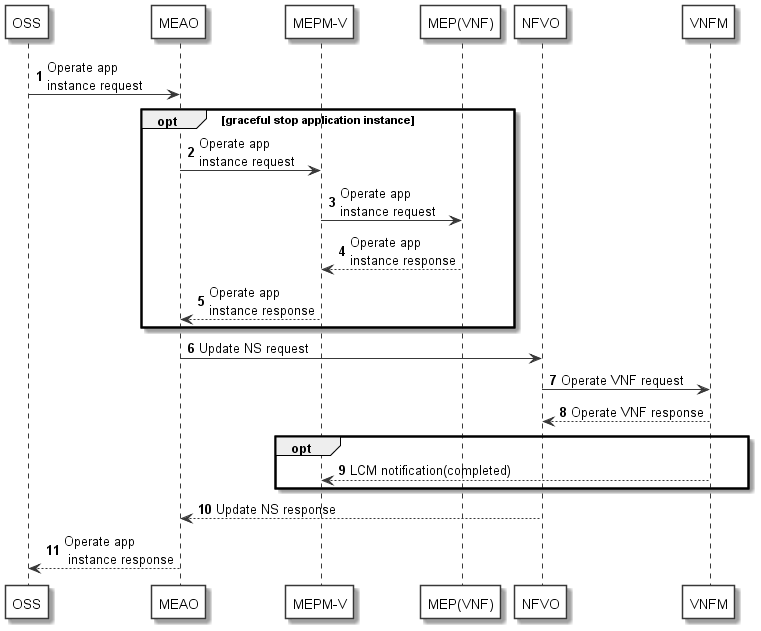 OSS MEAO MEPM-V MEP(VNF) NFVO VNFM
1 Operate app
instance request
opt [graceful stop application instance]
2 Operate app
instance request
3 Operate app
instance request
4 Operate app
instance response
5 Operate app
instance response
6 Update NS request
7 Operate VNF request
8 Operate VNF response
opt
9 LCM notification(completed)
10 Update NS response
11 Operate app
instance response
OSS MEAO MEPM-V MEP(VNF) NFVO VNFM